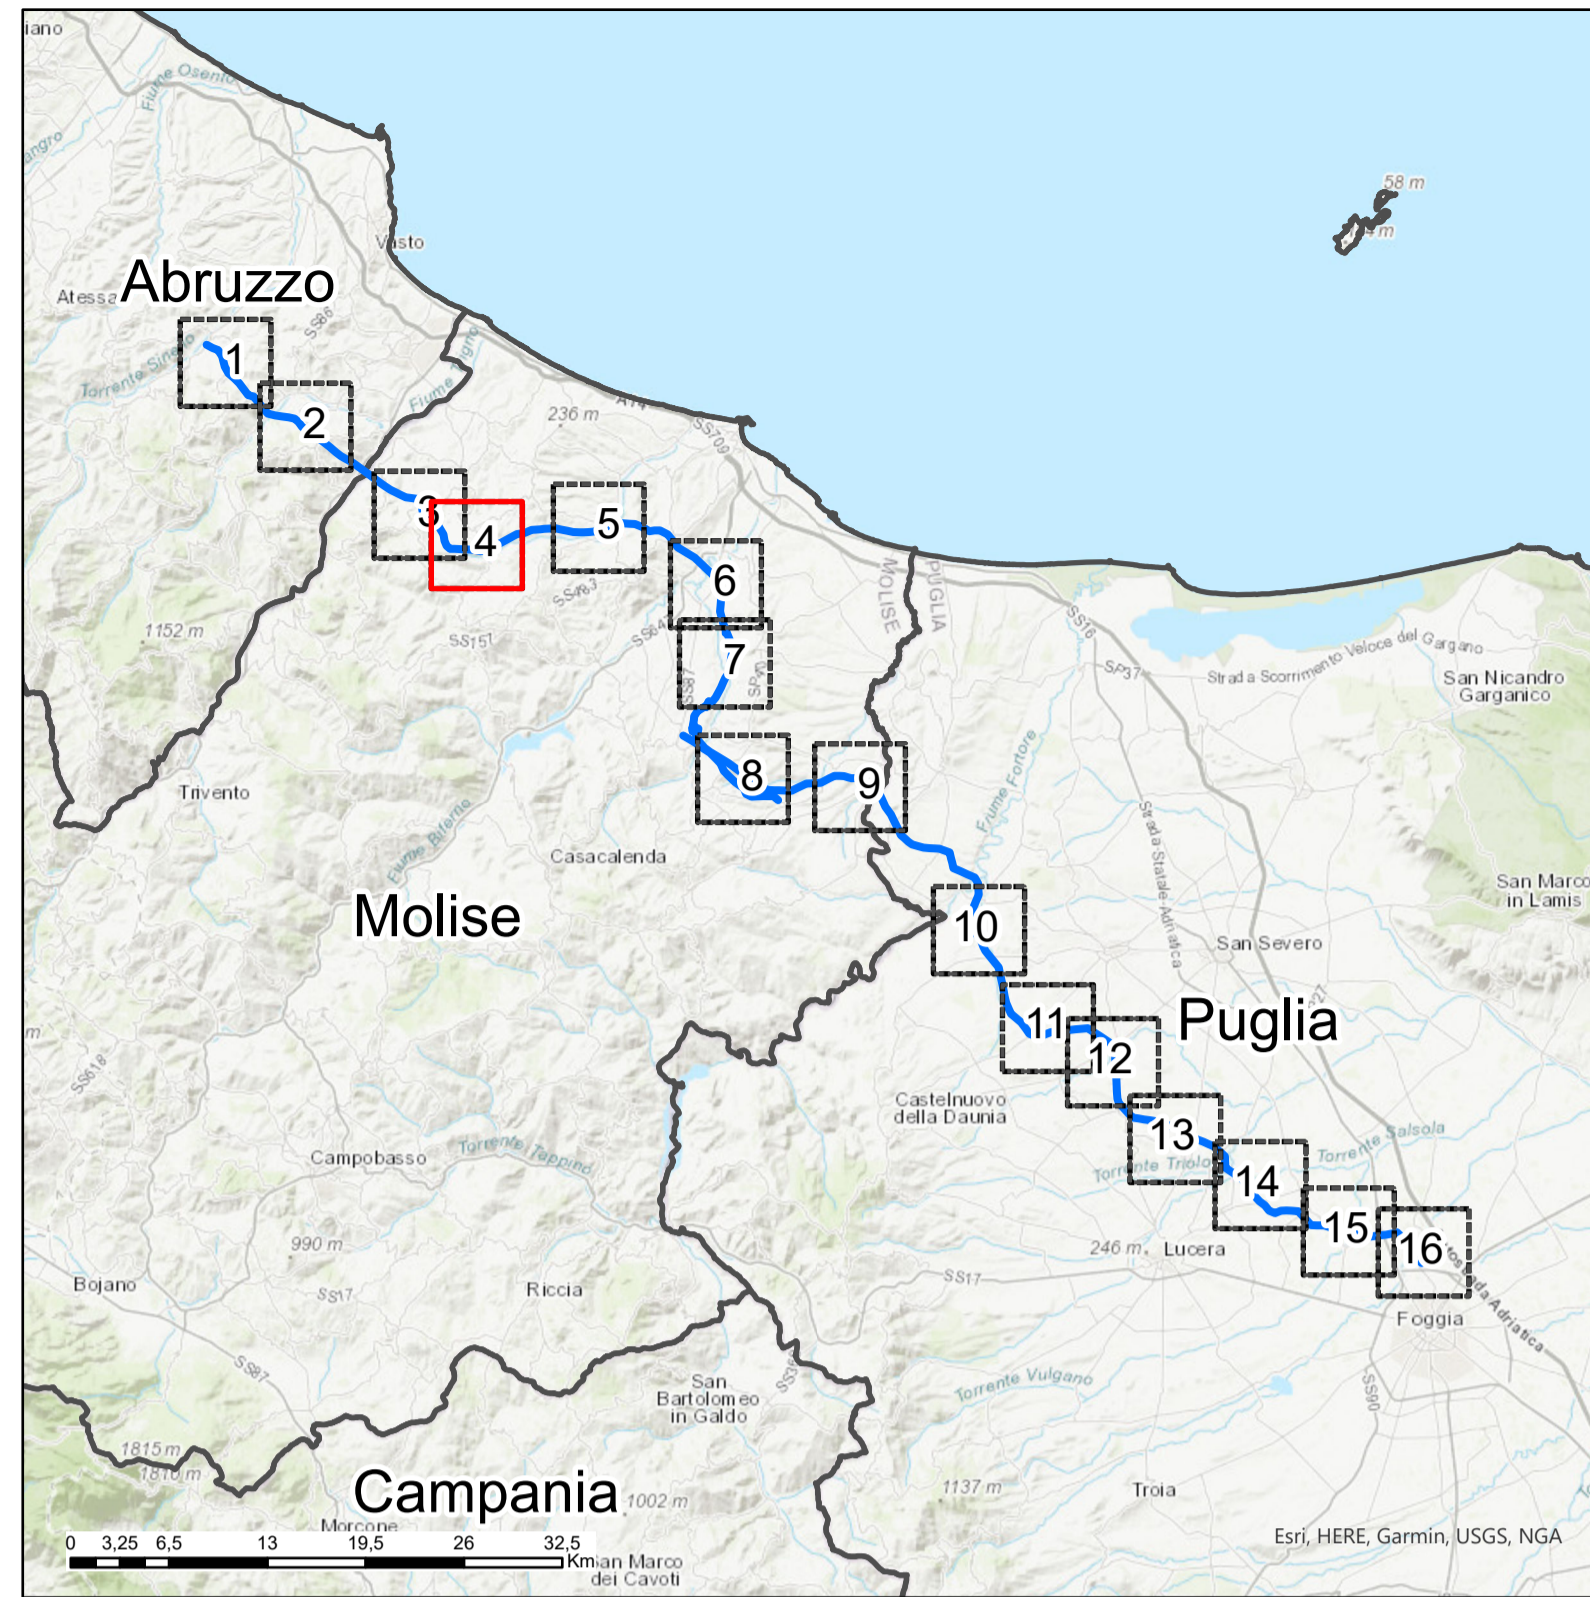 iano
Fiume Osento
angro
58 m
Vasto
Abruzzo
Atessa
SS86
1
Torrente Sinello
2
Fiume Trigno
236 m
A14
SS709
3
4
5
SS483
6
MOLISE
PUGLIA
SS16
1152 m
SS157
7
SS87
SP40
SP37
Strada Scorrimento Veloce del Gargano
San Nicandro
Garganico
Trivento
8
9
Fiume Fortore
Fiume Biferno
Casacalenda
Strada Statale Adriatica
San Marco
in Lamis
Molise
10
San Severo
11
Puglia
12
m
SS618
Castelnuovo
della Daunia
13
Torrente Salsola
Torrente Tappino
Campobasso
Torrente Triolo
14
15
16
990 m
246 m
Lucera
Bojano
SS17
Riccia
SS17
Foggia
SS87
San
Bartolomeo
in Galdo
Torrente Vulgano
SS90
1815 m
1816 m
Campania
1002 m
1137 m
Troia
Morcone
0 3,25 6,5 13 19,5 26 32,5
Km
San Marco
dei Cavoti
Esri, HERE, Garmin, USGS, NGA